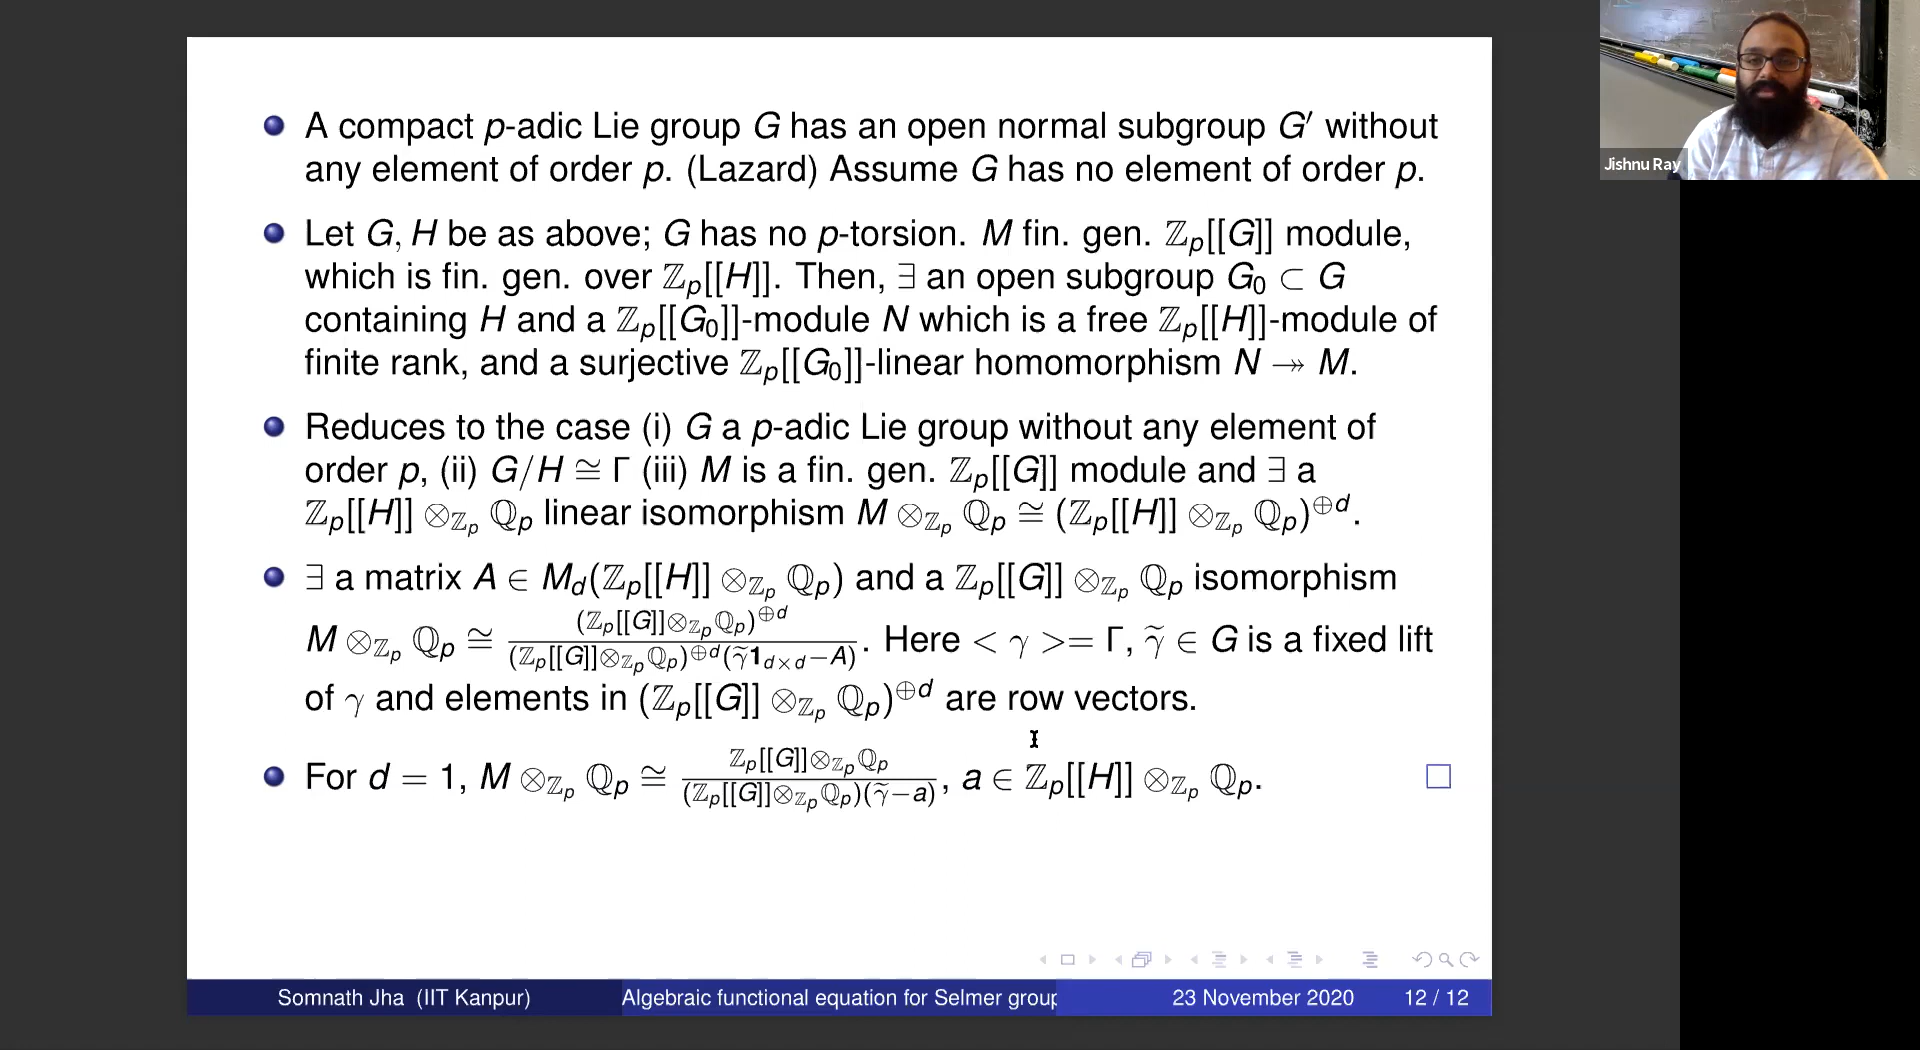 A compact p-adic Lie group G has an open normal subgroup G′ without
any element of order p. (Lazard) Assume G has no element of order p.
Let G, H be as above; G has no p-torsion. M fin. gen. ℤ_p[[G]] module,
which is fin. gen. over ℤ_p[[H]]. Then, ∃ an open subgroup G_0 ⊂ G
containing H and a ℤ_p[[G_0]]-module N which is a free ℤ_p[[H]]-module of
finite rank, and a surjective ℤ_p[[G_0]]-linear homomorphism N ↠ M.
Reduces to the case (i) G a p-adic Lie group without any element of
order p, (ii) G/H ≅ Γ (iii) M is a fin. gen. ℤ_p[[G]] module and ∃ a
ℤ_p[[H]] ⊗_{ℤ_p} ℚ_p linear isomorphism M ⊗_{ℤ_p} ℚ_p ≅ (ℤ_p[[H]] ⊗_{ℤ_p} ℚ_p)^{⊕d}.
∃ a matrix A ∈ M_d(ℤ_p[[H]] ⊗_{ℤ_p} ℚ_p) and a ℤ_p[[G]] ⊗_{ℤ_p} ℚ_p isomorphism
M ⊗_{ℤ_p} ℚ_p ≅ \frac{(ℤ_p[[G]]⊗_{ℤ_p}ℚ_p)^{⊕d}}{(ℤ_p[[G]]⊗_{ℤ_p}ℚ_p)^{⊕d}(\tilde{γ}1_{d×d}−A)}. Here < γ >= Γ, \tilde{γ} ∈ G is a fixed lift
of γ and elements in (ℤ_p[[G]] ⊗_{ℤ_p} ℚ_p)^{⊕d} are row vectors.
For d = 1, M ⊗_{ℤ_p} ℚ_p ≅ \frac{ℤ_p[[G]]⊗_{ℤ_p}ℚ_p}{(ℤ_p[[G]]⊗_{ℤ_p}ℚ_p)(\tilde{γ}−a)}, a ∈ ℤ_p[[H]] ⊗_{ℤ_p} ℚ_p. □
Somnath Jha (IIT Kanpur) Algebraic functional equation for Selmer group 23 November 2020 12 / 12
Jishnu Ray